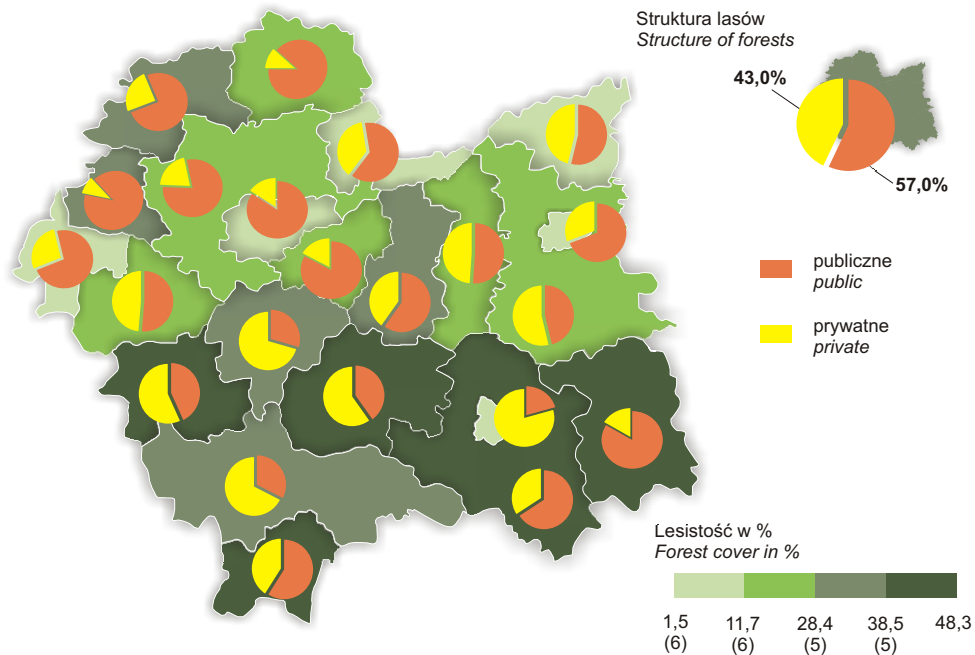 Struktura lasów
Structure of forests
43,0%
57,0%
publiczne
public
prywatne
private
Lesistość w %
Forest cover in %
1,5 11,7 28,4 38,5 48,3
(6) (6) (5) (5)